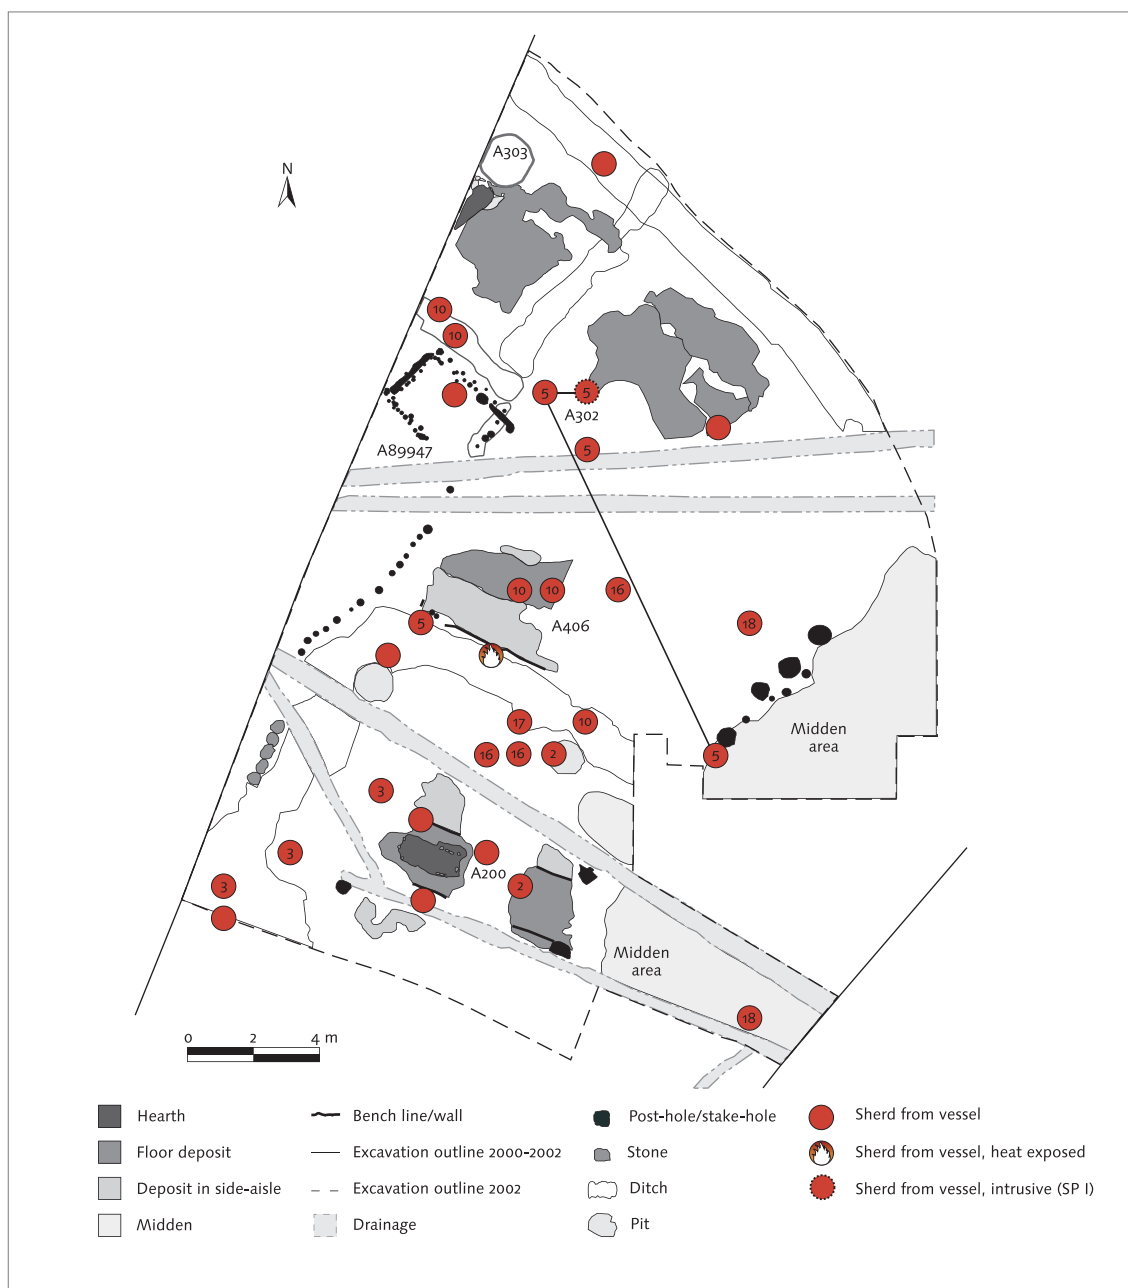 A303
N
10
10
5
5
A302
A89947
5
10
10
16
A406
5
18
17
10
16
16
2
5
Midden
area
3
3
A200
3
2
Midden
area
18
0 2 4 m
Hearth
Floor deposit
Deposit in side-aisle
Midden
Bench line/wall
Excavation outline 2000-2002
Excavation outline 2002
Drainage
Post-hole/stake-hole
Stone
Ditch
Pit
Sherd from vessel
Sherd from vessel, heat exposed
Sherd from vessel, intrusive (SP I)